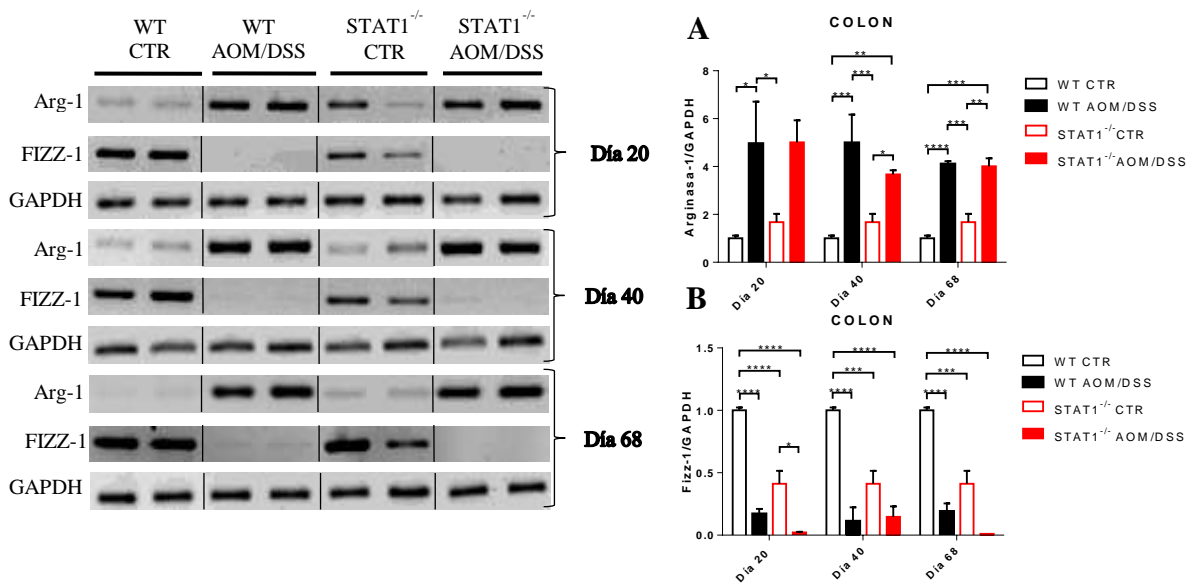 WT CTR
WT AOM/DSS
STAT1-/- CTR
STAT1-/- AOM/DSS
Arg-1
FIZZ-1
GAPDH
Día 20
Arg-1
FIZZ-1
GAPDH
Día 40
Arg-1
FIZZ-1
GAPDH
Día 68
A
COLON
Arginasa-1/GAPDH
8
6
4
2
0
*
*
**
***
***
*
***
**
***
****
Día 20
Día 40
Día 68
WT CTR
WT AOM/DSS
STAT1-/- CTR
STAT1-/- AOM/DSS
B
COLON
Fizz-1/GAPDH
1.5
1.0
0.5
0.0
****
****
****
*
****
***
****
****
***
****
Día 20
Día 40
Día 68
WT CTR
WT AOM/DSS
STAT1-/- CTR
STAT1-/- AOM/DSS